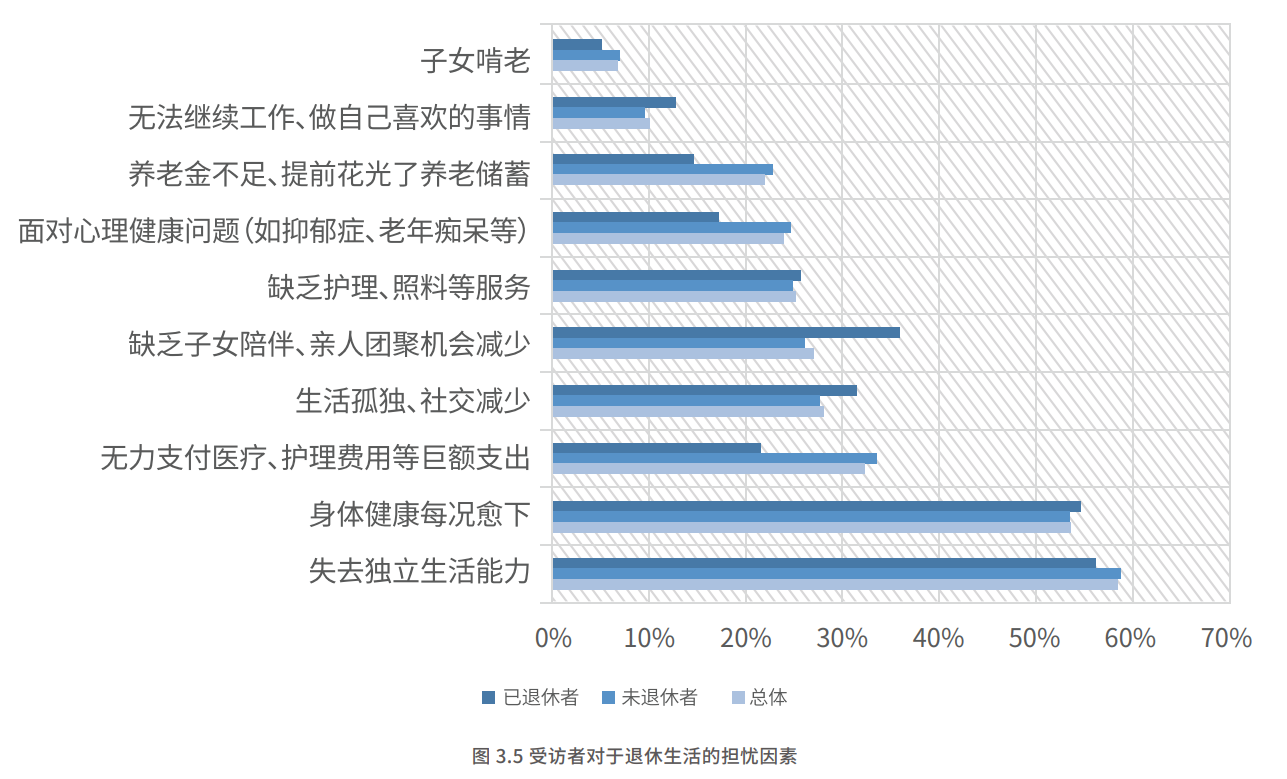 子女啃老
无法继续工作、做自己喜欢的事情
养老金不足、提前花光了养老储蓄
面对心理健康问题（如抑郁症、老年痴呆等）
缺乏护理、照料等服务
缺乏子女陪伴、亲人团聚机会减少
生活孤独、社交减少
无力支付医疗、护理费用等巨额支出
身体健康每况愈下
失去独立生活能力
0% 10% 20% 30% 40% 50% 60% 70%
已退休者 未退休者 总体
图 3.5 受访者对于退休生活的担忧因素